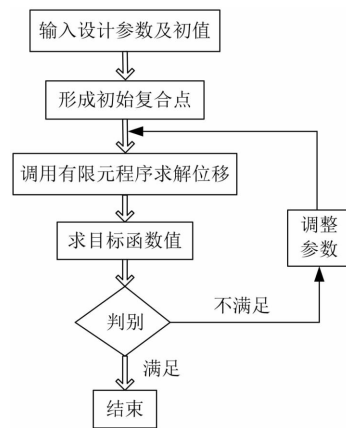 输入设计参数及初值
形成初始复合点
调用有限元程序求解位移
求目标函数值
调整
参数
判别
不满足
满足
结束